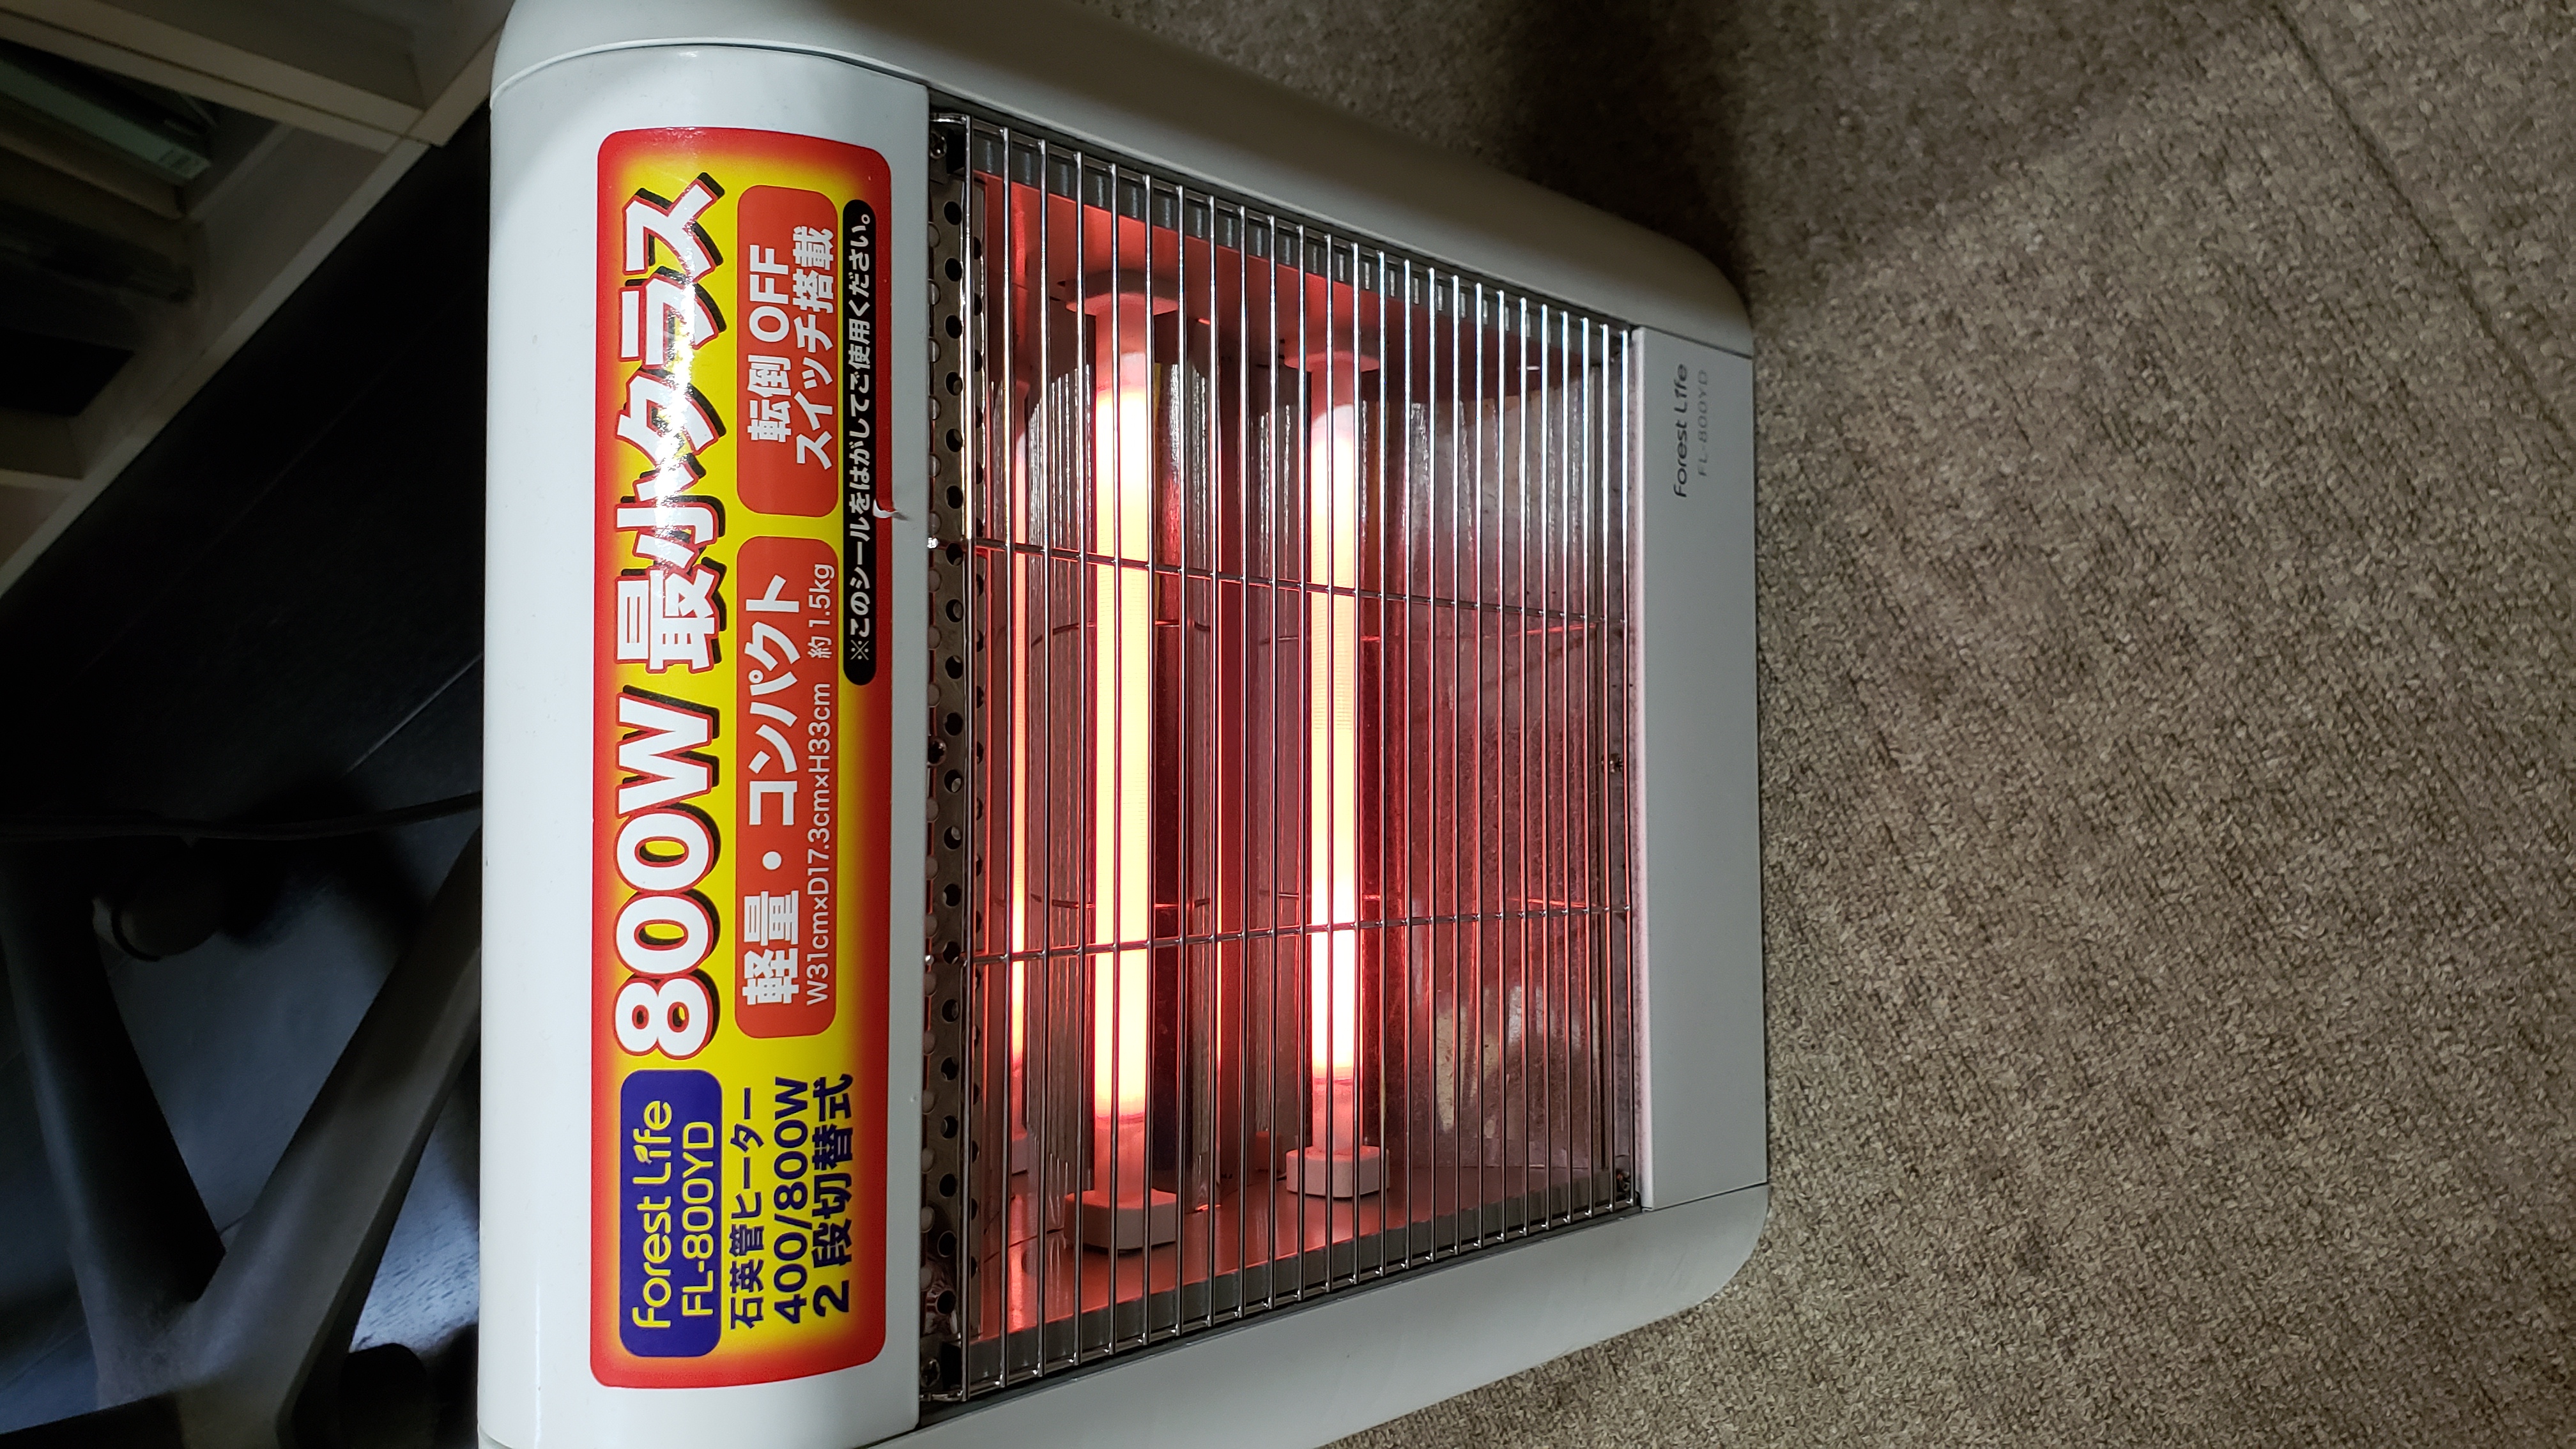 Forest Life
FL-800YD
800W 最小クラス
石英管ヒーター
400/800W
2段切替式
軽量・コンパクト
W31cm×D17.3cm×H33cm 約1.5kg
転倒OFF
スイッチ搭載
※このシールをはがしてご使用ください。
Forest Life
FL-800YD